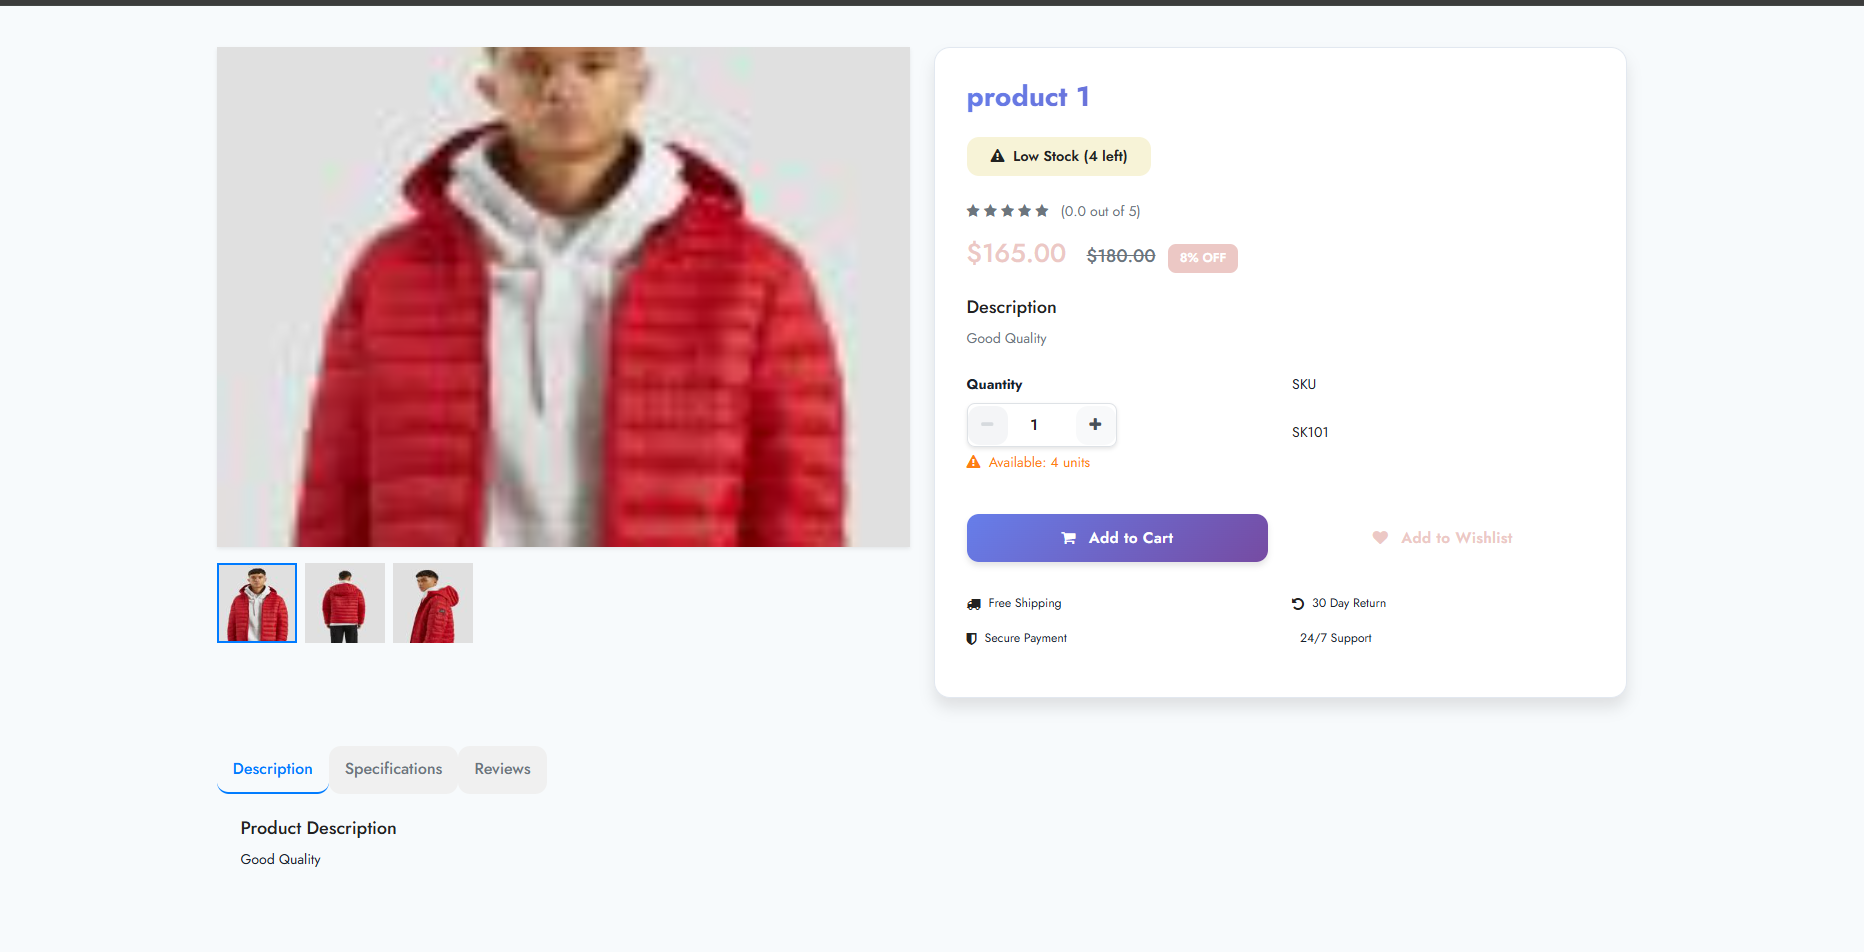 product 1
Low Stock (4 left)
(0.0 out of 5)
$165.00 $180.00 8% OFF
Description
Good Quality
Quantity
SKU
1
SK101
Available: 4 units
Add to Cart
Add to Wishlist
Free Shipping
30 Day Return
Secure Payment
24/7 Support
Description Specifications Reviews
Product Description
Good Quality